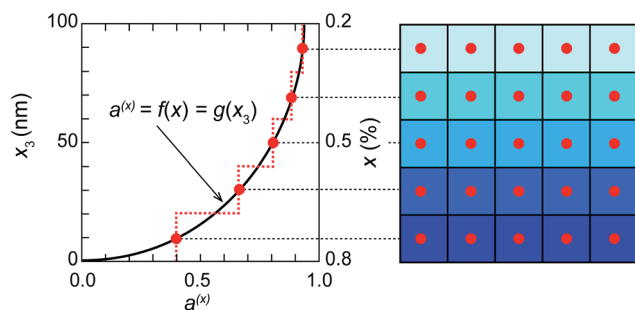 100
50
0
x₃ (nm)
a⁽ˣ⁾ = f(x) = g(x₃)
0.0
0.5
1.0
a⁽ˣ⁾
0.2
0.5
0.8
x (%)